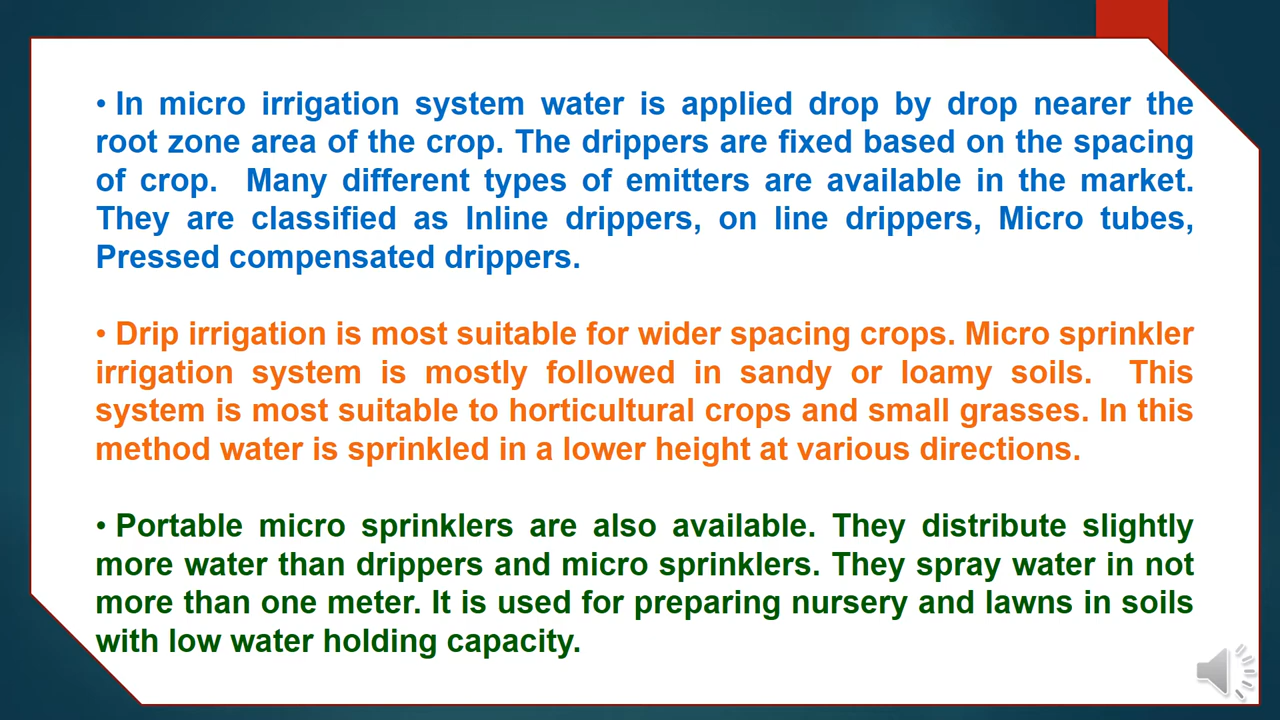 • In micro irrigation system water is applied drop by drop nearer the
root zone area of the crop. The drippers are fixed based on the spacing
of crop. Many different types of emitters are available in the market.
They are classified as Inline drippers, on line drippers, Micro tubes,
Pressed compensated drippers.
• Drip irrigation is most suitable for wider spacing crops. Micro sprinkler
irrigation system is mostly followed in sandy or loamy soils. This
system is most suitable to horticultural crops and small grasses. In this
method water is sprinkled in a lower height at various directions.
• Portable micro sprinklers are also available. They distribute slightly
more water than drippers and micro sprinklers. They spray water in not
more than one meter. It is used for preparing nursery and lawns in soils
with low water holding capacity.